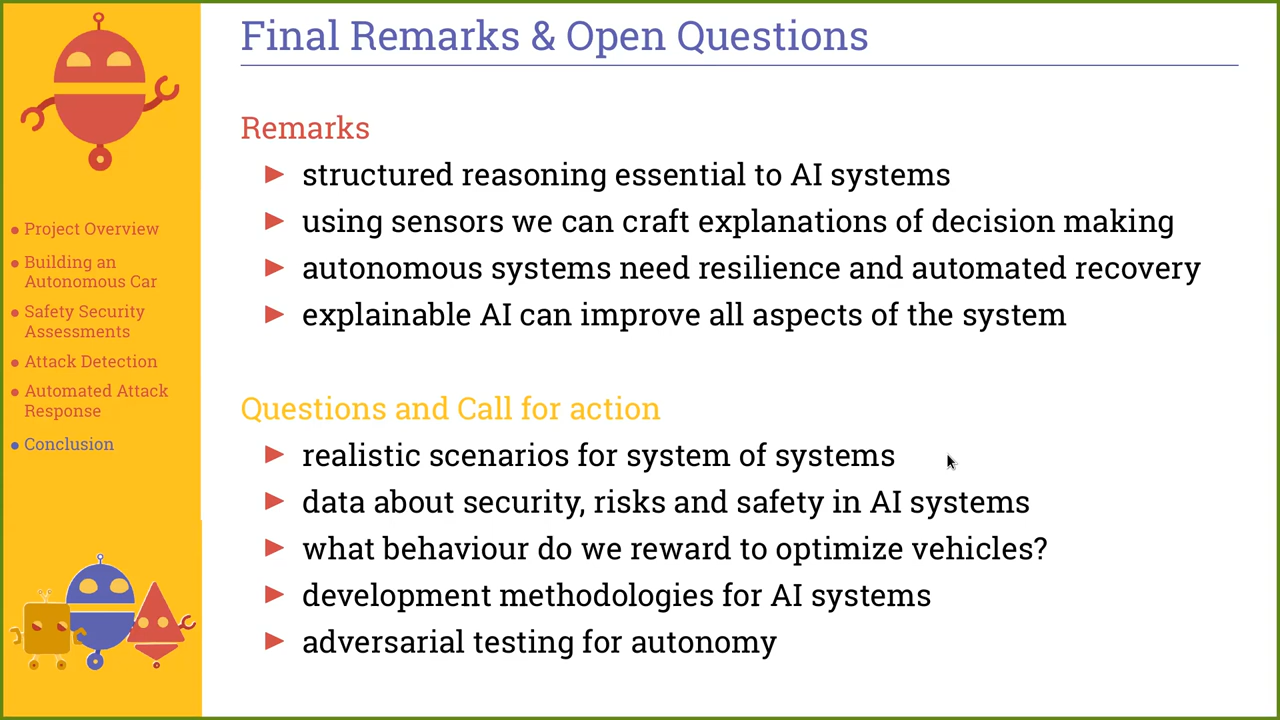 Final Remarks & Open Questions
Remarks
structured reasoning essential to AI systems
using sensors we can craft explanations of decision making
autonomous systems need resilience and automated recovery
explainable AI can improve all aspects of the system
Questions and Call for action
realistic scenarios for system of systems
data about security, risks and safety in AI systems
what behaviour do we reward to optimize vehicles?
development methodologies for AI systems
adversarial testing for autonomy
Project Overview
Building an
Autonomous Car
Safety Security
Assessments
Attack Detection
Automated Attack
Response
Conclusion